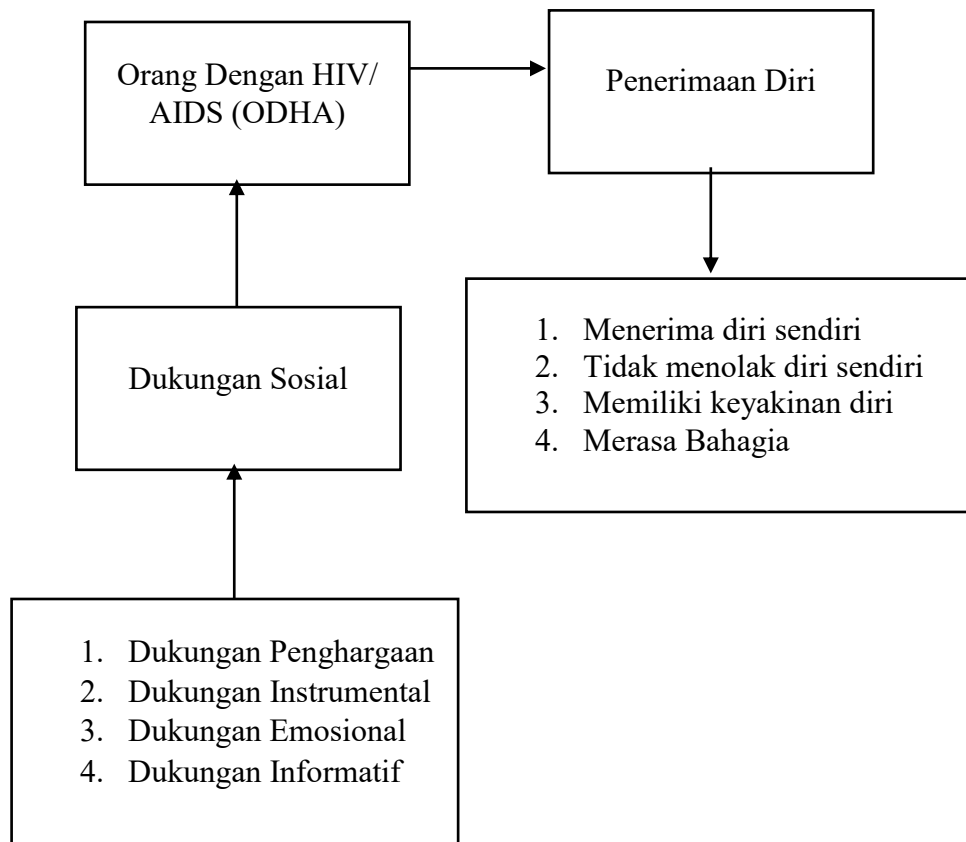 Orang Dengan HIV/
AIDS (ODHA)
Penerimaan Diri
Dukungan Sosial
1. Menerima diri sendiri
2. Tidak menolak diri sendiri
3. Memiliki keyakinan diri
4. Merasa Bahagia
1. Dukungan Penghargaan
2. Dukungan Instrumental
3. Dukungan Emosional
4. Dukungan Informatif